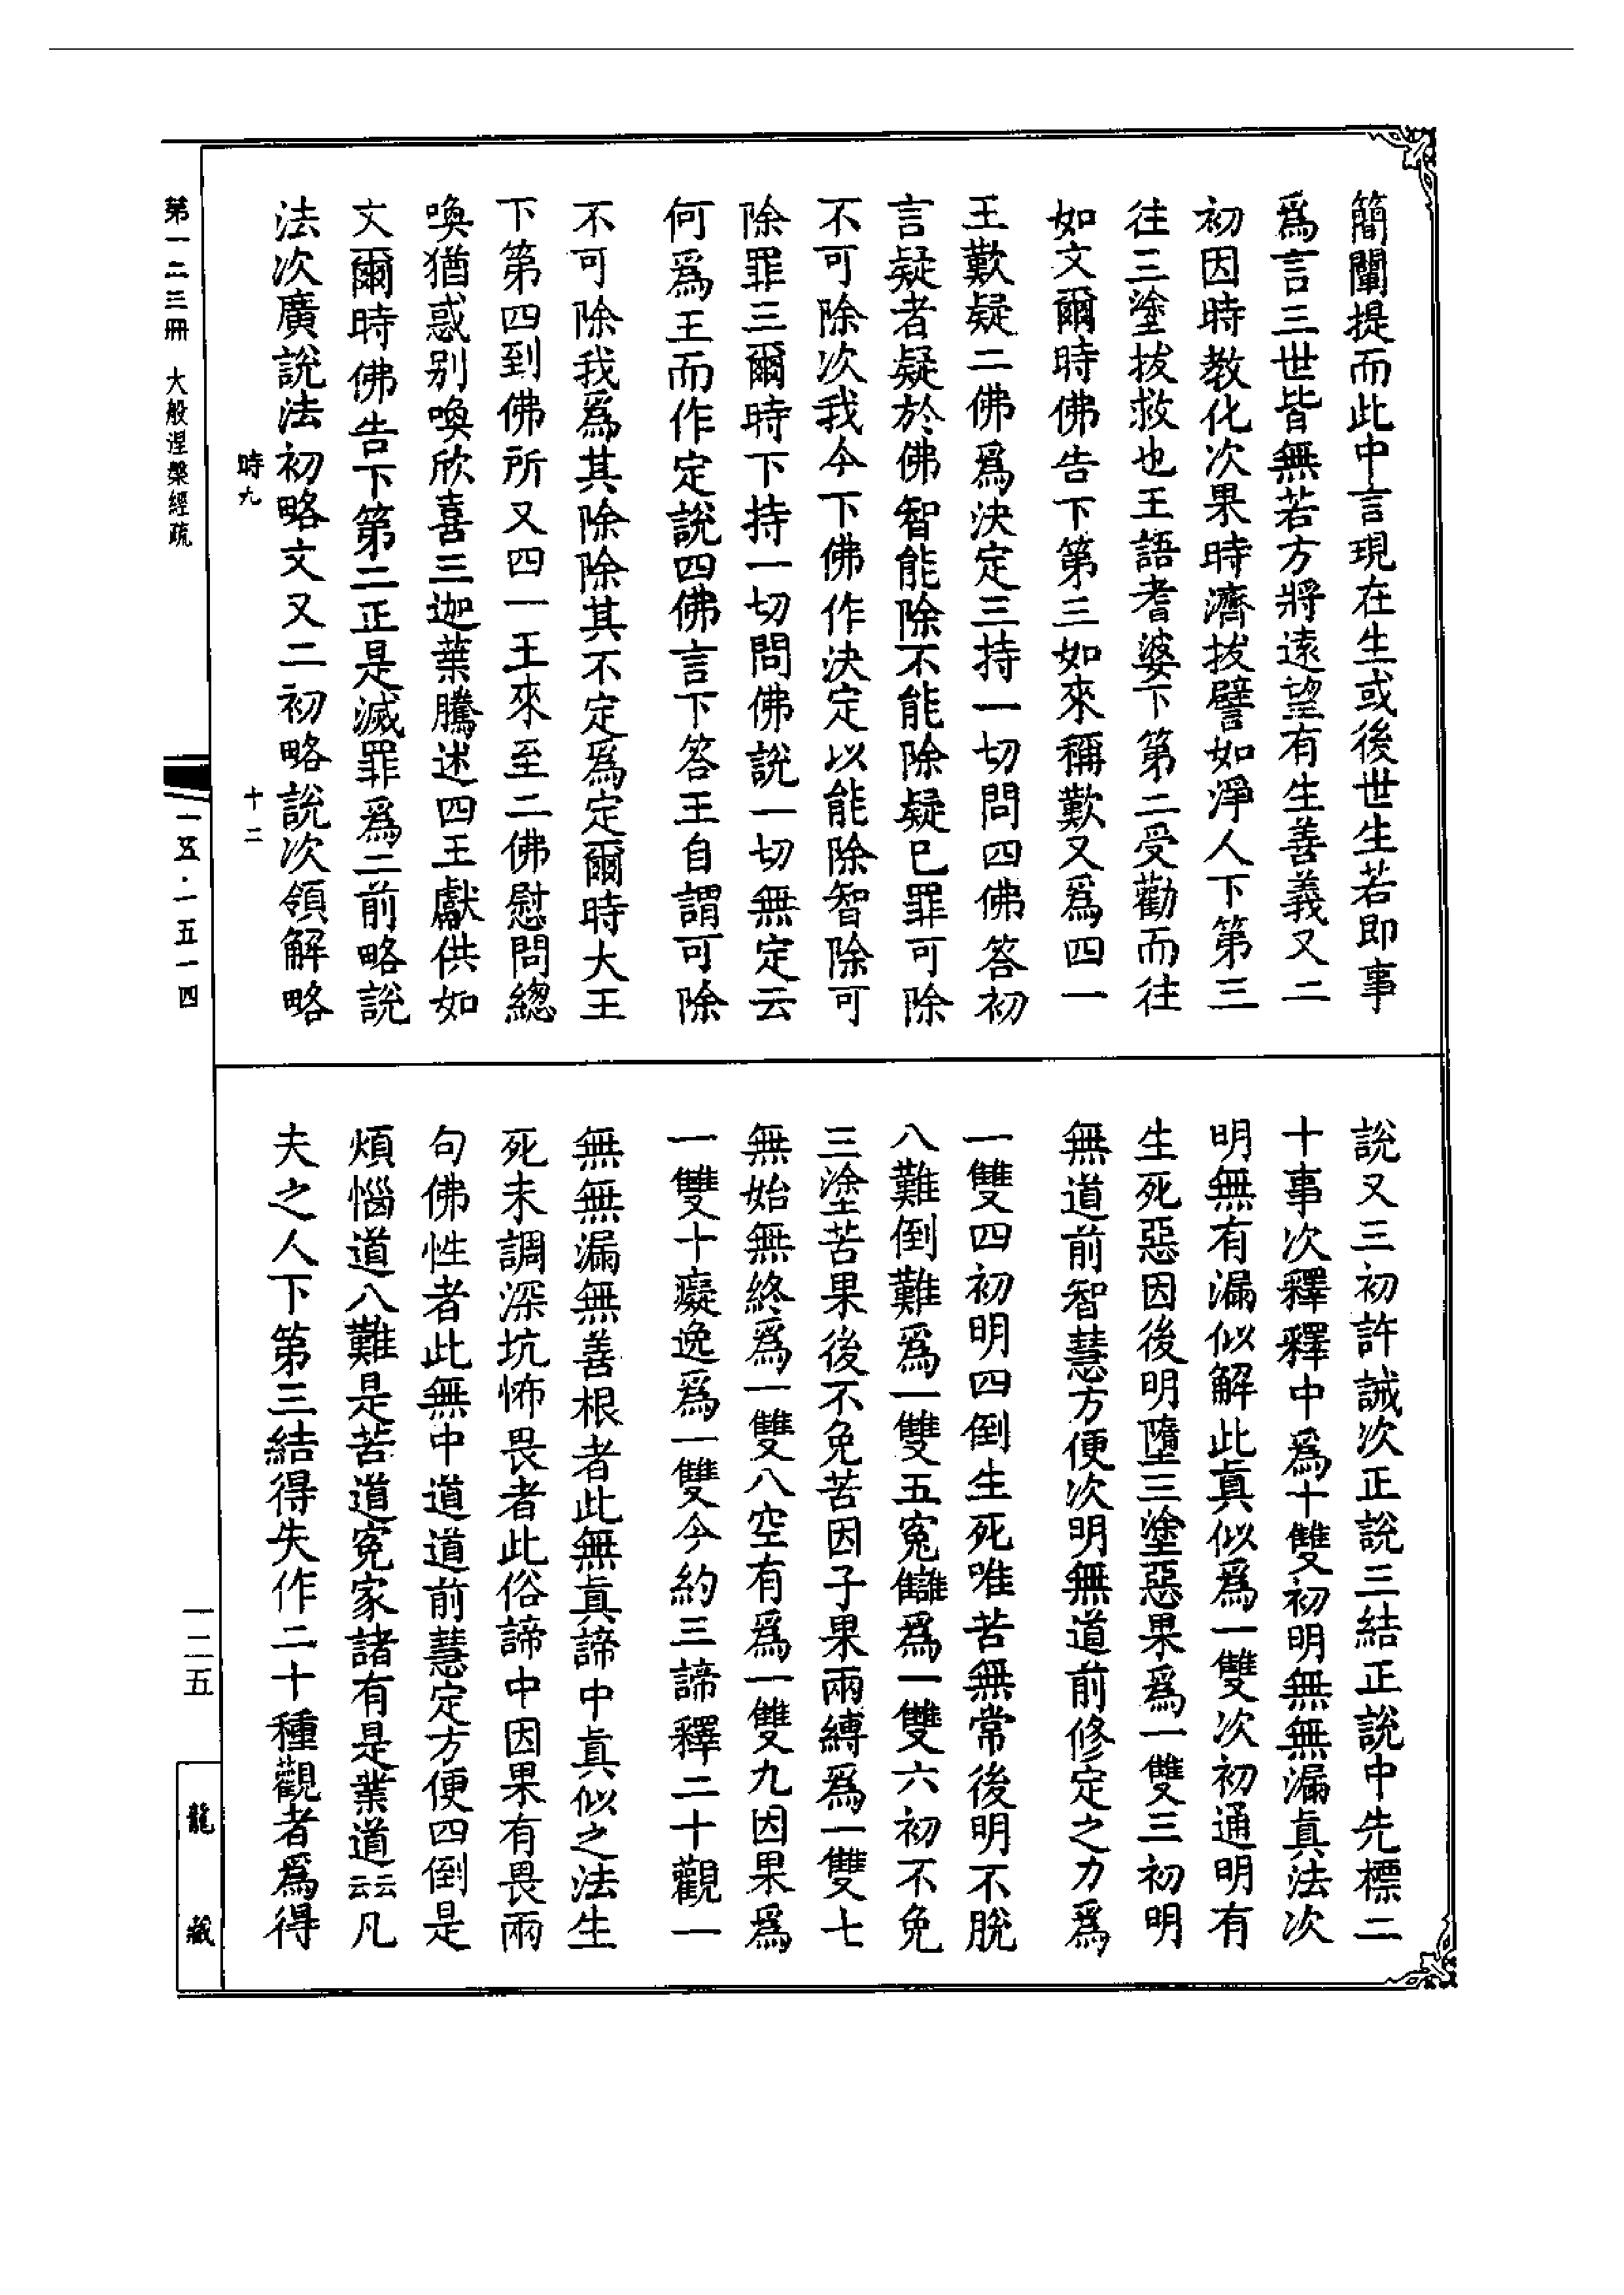 簡闡提而此中言現在生或後世生若即事
爲言三世皆無若方將遠望有生善義又二
初因時教化次果時濟拔譬如淨人下第三
往三塗拔救也王語耆婆下第二受勸而往
如文爾時佛告下第三如來稱歎又爲四一
王歎疑二佛爲決定三持一切問四佛答初
言疑者疑於佛智能除不能除疑已罪可除
不可除次我今下佛作決定以能除智除可
除罪三爾時下持一切問佛說一切無定云
何爲王而作定說四佛言下答王自謂可除
不可除我爲其除除其不定爲定爾時大王
下第四到佛所又四一王來至二佛慰問總
喚猶惑別喚欣喜三迦葉騰述四王獻供如
文爾時佛告下第二正是滅罪爲二前略說
法次廣說法初略文又二初略說次領解略
時九
十二
說又三初許誡次正說三結正說中先標二
十事次釋釋中爲十雙初明無無漏真法次
明無有漏似解此真似爲一雙次初通明有
生死惡因後明墮三塗惡果爲一雙三初明
無道前智慧方便次明無道前修定之力爲
一雙四初明四倒生死唯苦無常後明不脫
八難倒難爲一雙五冤讎爲一雙六初不免
三塗苦果後不免苦因子果兩縛爲一雙七
無始無終爲一雙八空有爲一雙九因果爲
一雙十癡逸爲一雙今約三諦釋二十觀一
無無漏無善根者此無真諦中真似之法生
死未調深坑怖畏者此俗諦中因果有畏兩
句佛性者此無中道道前慧定方便四倒是
煩惱道八難是苦道冤家諸有是業道云云凡
夫之人下第三結得失作二十種觀者爲得
第一二三冊 大般涅槃經疏
一五·一五一四
一二五
龍藏